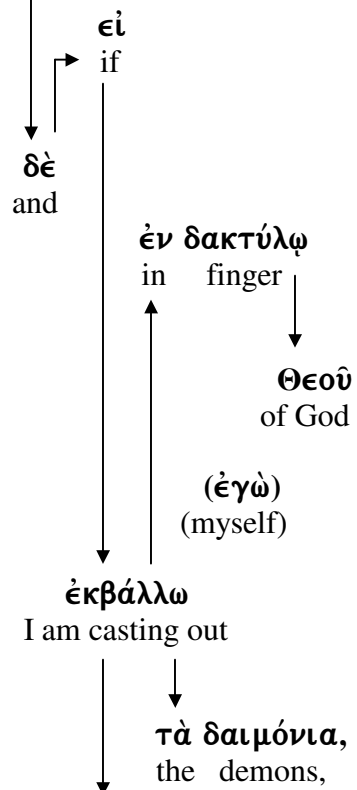 εἰ
if
δὲ
and
ἐν δακτύλῳ
in finger
Θεοῦ
of God
(ἐγὼ)
(myself)
ἐκβάλλω
I am casting out
τὰ δαιμόνια,
the demons,